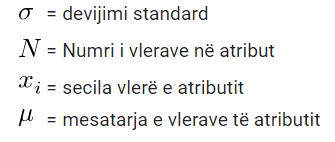 σ = devijimi standard
N = Numri i vlerave në atribut
xᵢ = secila vlerë e atributit
μ = mesatarja e vlerave të atributit